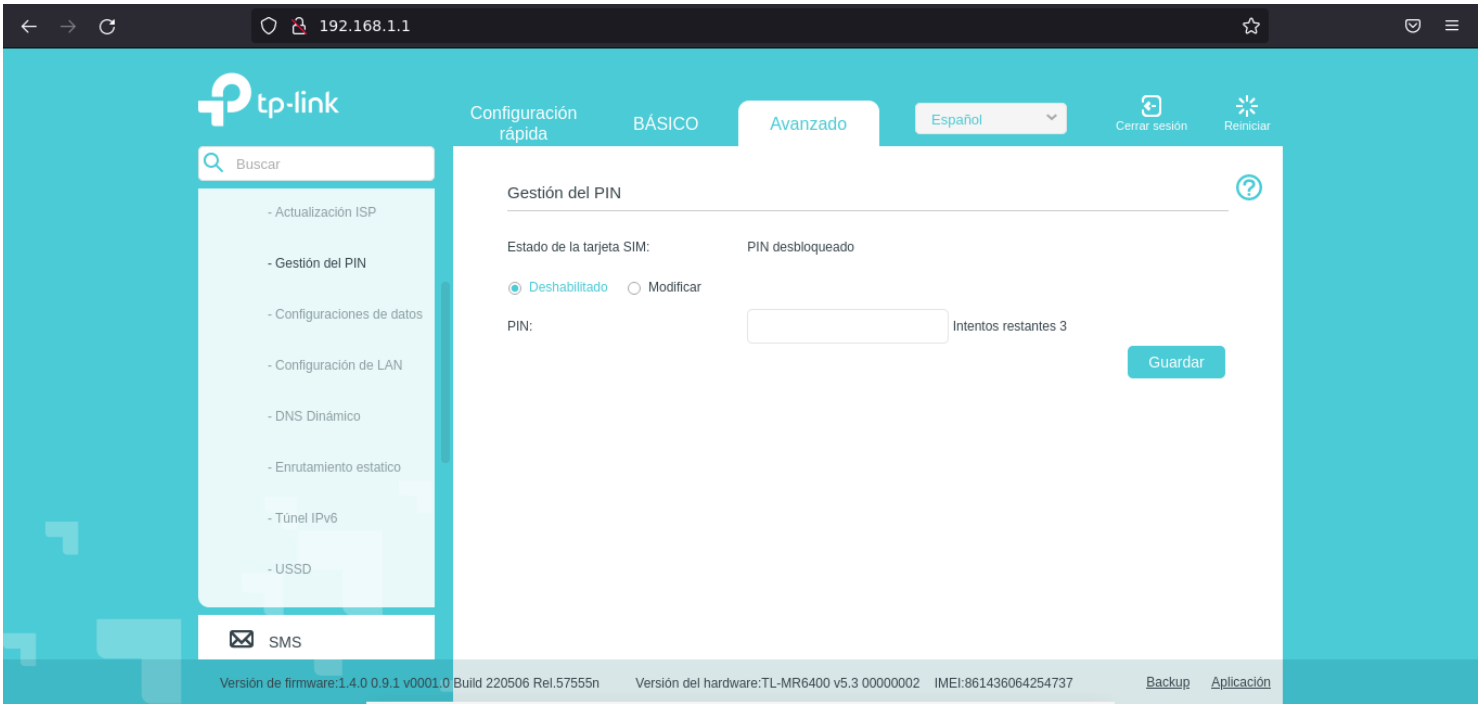 192.168.1.1
tp-link
Configuración
rápida
BÁSICO
Avanzado
Español
Cerrar sesión
Reiniciar
Buscar
- Actualización ISP
- Gestión del PIN
- Configuraciones de datos
- Configuración de LAN
- DNS Dinámico
- Enrutamiento estatico
- Túnel IPv6
- USSD
SMS
Gestión del PIN
Estado de la tarjeta SIM: PIN desbloqueado
Deshabilitado Modificar
PIN: Intentos restantes 3
Guardar
Versión de firmware:1.4.0 0.9.1 v0001.0 Build 220506 Rel.57555n Versión del hardware:TL-MR6400 v5.3 00000002 IMEI:861436064254737 Backup Aplicación